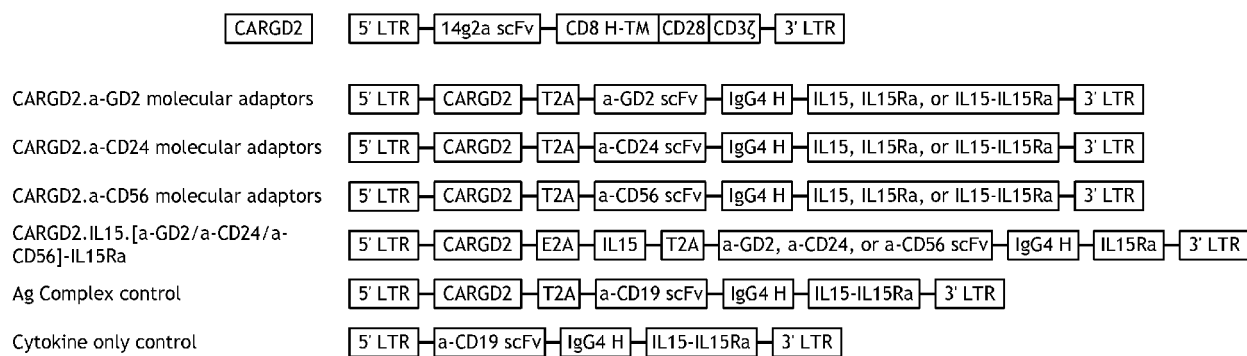 CARGD2 5' LTR 14g2a scFv CD8 H-TM CD28 CD3ζ 3' LTR
CARGD2.a-GD2 molecular adaptors 5' LTR CARGD2 T2A a-GD2 scFv IgG4 H IL15, IL15Ra, or IL15-IL15Ra 3' LTR
CARGD2.a-CD24 molecular adaptors 5' LTR CARGD2 T2A a-CD24 scFv IgG4 H IL15, IL15Ra, or IL15-IL15Ra 3' LTR
CARGD2.a-CD56 molecular adaptors 5' LTR CARGD2 T2A a-CD56 scFv IgG4 H IL15, IL15Ra, or IL15-IL15Ra 3' LTR
CARGD2.IL15.[a-GD2/a-CD24/a-
CD56]-IL15Ra 5' LTR CARGD2 E2A IL15 T2A a-GD2, a-CD24, or a-CD56 scFv IgG4 H IL15Ra 3' LTR
Ag Complex control 5' LTR CARGD2 T2A a-CD19 scFv IgG4 H IL15-IL15Ra 3' LTR
Cytokine only control 5' LTR a-CD19 scFv IgG4 H IL15-IL15Ra 3' LTR